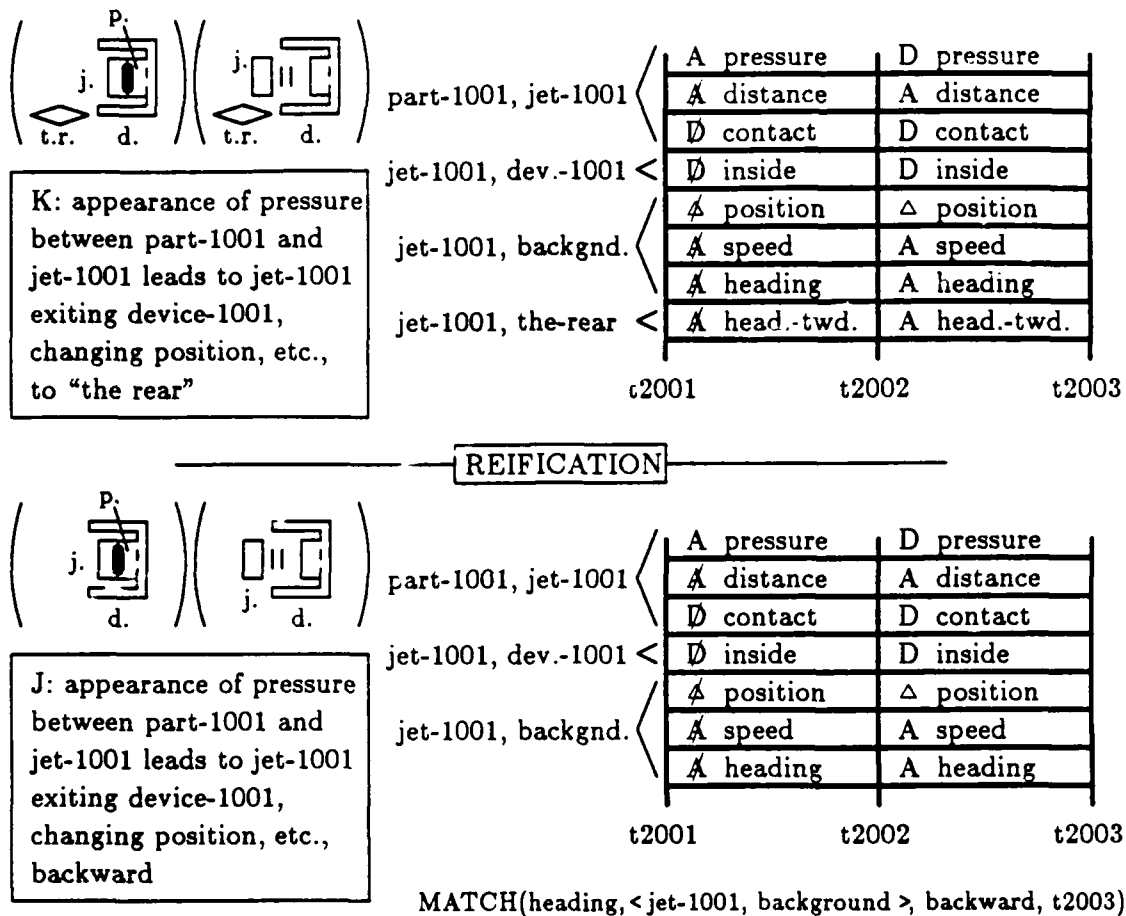 p.
j.
t.r. d.
j.
t.r. d.
K: appearance of pressure
between part-1001 and
jet-1001 leads to jet-1001
exiting device-1001,
changing position, etc.,
to “the rear”
part-1001, jet-1001
jet-1001, dev.-1001 <
jet-1001, backgnd.
jet-1001, the-rear <
A pressure D pressure
A̸ distance A distance
D̸ contact D contact
D̸ inside D inside
△̸ position △ position
A̸ speed A speed
A̸ heading A heading
A̸ head.-twd. A head.-twd.
t2001 t2002 t2003
REIFICATION
p.
j.
d.
j. d.
J: appearance of pressure
between part-1001 and
jet-1001 leads to jet-1001
exiting device-1001,
changing position, etc.,
backward
part-1001, jet-1001
jet-1001, dev.-1001 <
jet-1001, backgnd.
A pressure D pressure
A̸ distance A distance
D̸ contact D contact
D̸ inside D inside
△̸ position △ position
A̸ speed A speed
A̸ heading A heading
t2001 t2002 t2003
MATCH(heading, < jet-1001, background >, backward, t2003)